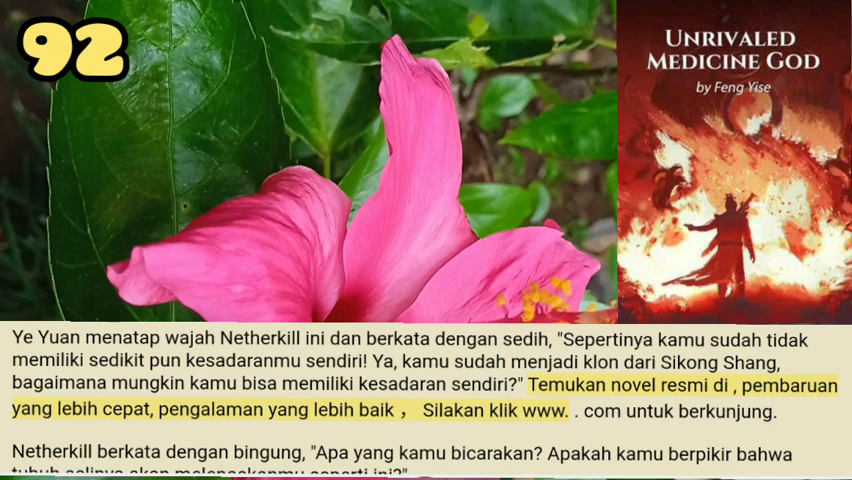 92
UNRIVALED
MEDICINE GOD
by Feng Yise
Ye Yuan menatap wajah Netherkill ini dan berkata dengan sedih, "Sepertinya kamu sudah tidak
memiliki sedikit pun kesadaranmu sendiri! Ya, kamu sudah menjadi klon dari Sikong Shang,
bagaimana mungkin kamu bisa memiliki kesadaran sendiri?" Temukan novel resmi di , pembaruan
yang lebih cepat, pengalaman yang lebih baik ， Silakan klik www. . com untuk berkunjung.
Netherkill berkata dengan bingung, "Apa yang kamu bicarakan? Apakah kamu berpikir bahwa